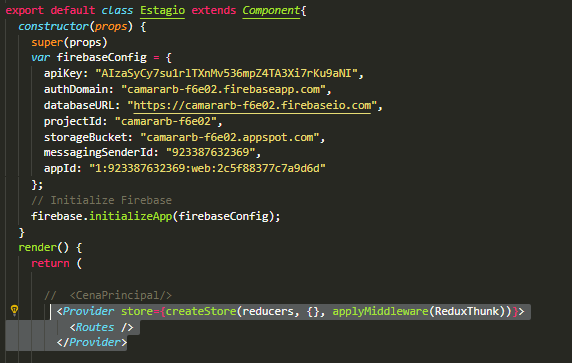 export default class Estagio extends Component{
constructor(props) {
super(props)
var firebaseConfig = {
apiKey: "AIzaSyCy7su1rlTXnMv536mpZ4TA3Xi7rKu9aNI",
authDomain: "camararb-f6e02.firebaseapp.com",
databaseURL: "https://camararb-f6e02.firebaseio.com",
projectId: "camararb-f6e02",
storageBucket: "camararb-f6e02.appspot.com",
messagingSenderId: "923387632369",
appId: "1:923387632369:web:2c5f88377c7a9d6d"
};
// Initialize Firebase
firebase.initializeApp(firebaseConfig);
}
render() {
return (
// <CenaPrincipal/>
<Provider store={createStore(reducers, {}, applyMiddleware(ReduxThunk))}>
<Routes />
</Provider>